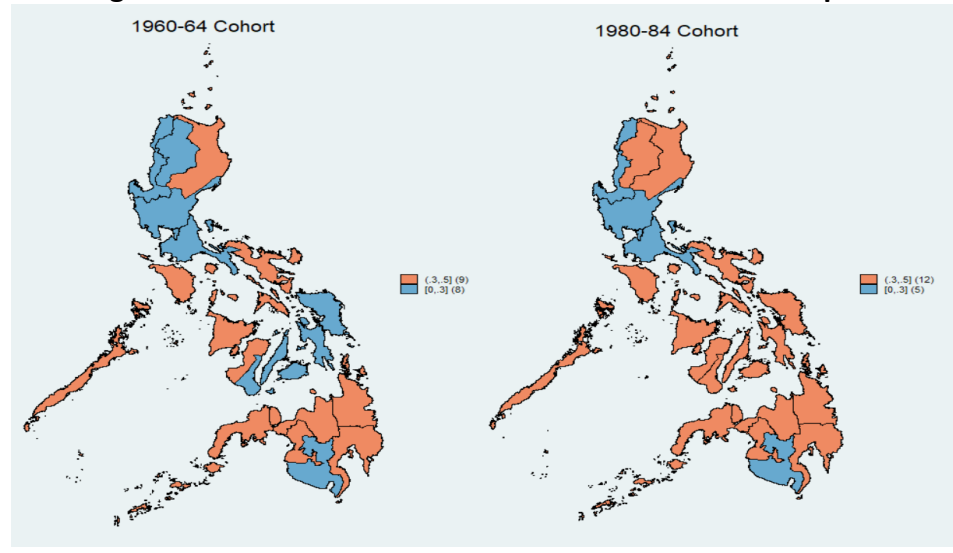 1960-64 Cohort
1980-84 Cohort
(.3,.5] (9)
[0,.3] (8)
(.3,.5] (12)
[0,.3] (5)